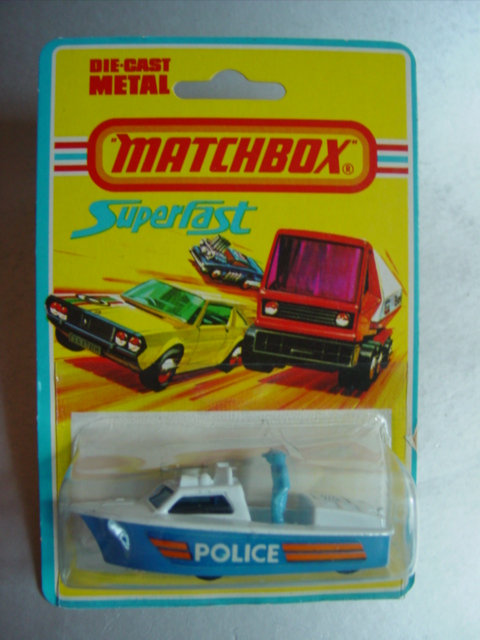 DIE-CAST
METAL
"MATCHBOX"®
Superfast
POLICE